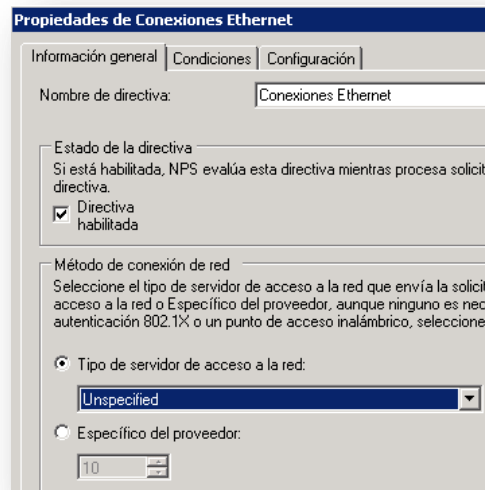 Propiedades de Conexiones Ethernet
Información general Condiciones Configuración
Nombre de directiva: Conexiones Ethernet
Estado de la directiva
Si está habilitada, NPS evalúa esta directiva mientras procesa solicit
directiva.
Directiva
habilitada
Método de conexión de red
Seleccione el tipo de servidor de acceso a la red que envía la solicit
acceso a la red o Específico del proveedor, aunque ninguno es nec
autenticación 802.1X o un punto de acceso inalámbrico, seleccione
Tipo de servidor de acceso a la red:
Unspecified
Específico del proveedor:
10